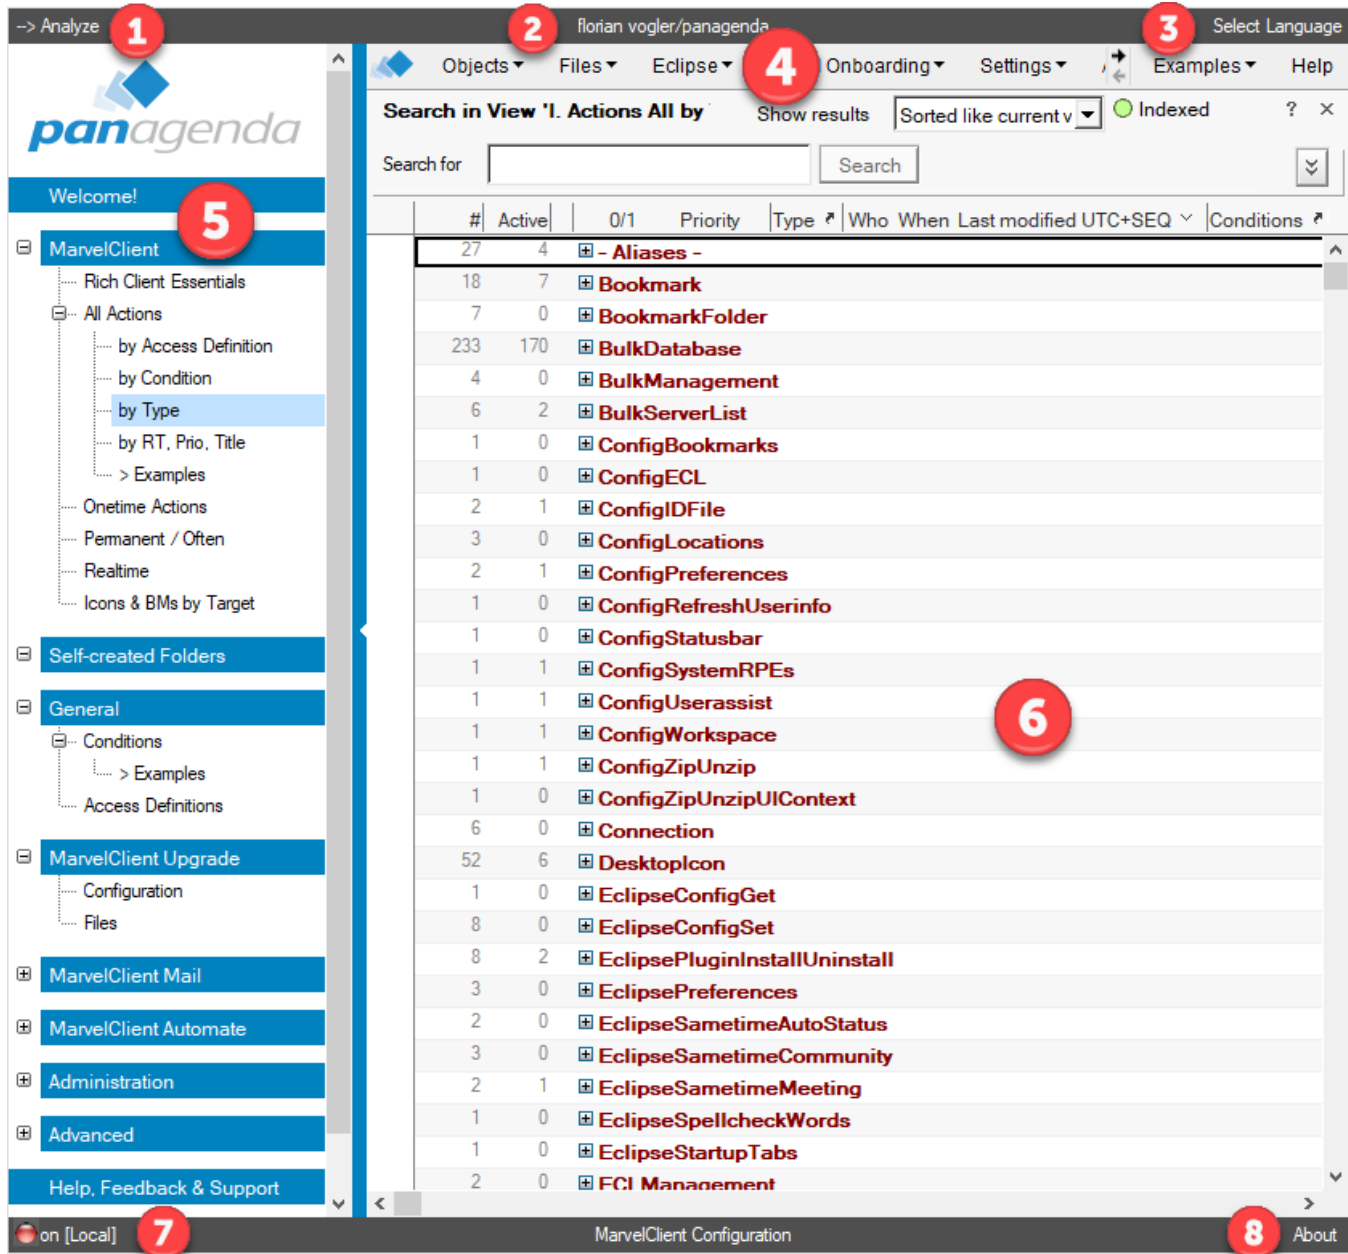 --> Analyze 1 2 florian vogler/panagenda 3 Select Language
Objects Files Eclipse 4 Onboarding Settings Examples Help
panagenda
Search in View 'I. Actions All by Show results Sorted like current v Indexed ? ×
Search for Search
Welcome!
5
# Active 0/1 Priority Type Who When Last modified UTC+SEQ Conditions
MarvelClient
Rich Client Essentials
All Actions
by Access Definition
by Condition
by Type
by RT, Prio, Title
> Examples
Onetime Actions
Permanent / Often
Realtime
Icons & BMs by Target
Self-created Folders
General
Conditions
> Examples
Access Definitions
MarvelClient Upgrade
Configuration
Files
MarvelClient Mail
MarvelClient Automate
Administration
Advanced
Help, Feedback & Support
27 4 - Aliases -
18 7 Bookmark
7 0 BookmarkFolder
233 170 BulkDatabase
4 0 BulkManagement
6 2 BulkServerList
1 0 ConfigBookmarks
1 0 ConfigECL
2 1 ConfigIDFile
3 0 ConfigLocations
2 1 ConfigPreferences
1 0 ConfigRefreshUserinfo
1 0 ConfigStatusbar
1 1 ConfigSystemRPEs
1 1 ConfigUserassist
6
1 1 ConfigWorkspace
1 1 ConfigZipUnzip
1 0 ConfigZipUnzipUIContext
6 0 Connection
52 6 DesktopIcon
1 0 EclipseConfigGet
8 0 EclipseConfigSet
8 2 EclipsePluginInstallUninstall
3 0 EclipsePreferences
2 0 EclipseSametimeAutoStatus
3 0 EclipseSametimeCommunity
2 1 EclipseSametimeMeeting
1 0 EclipseSpellcheckWords
1 0 EclipseStartupTabs
2 0 ECLManagement
on [Local] 7 MarvelClient Configuration 8 About